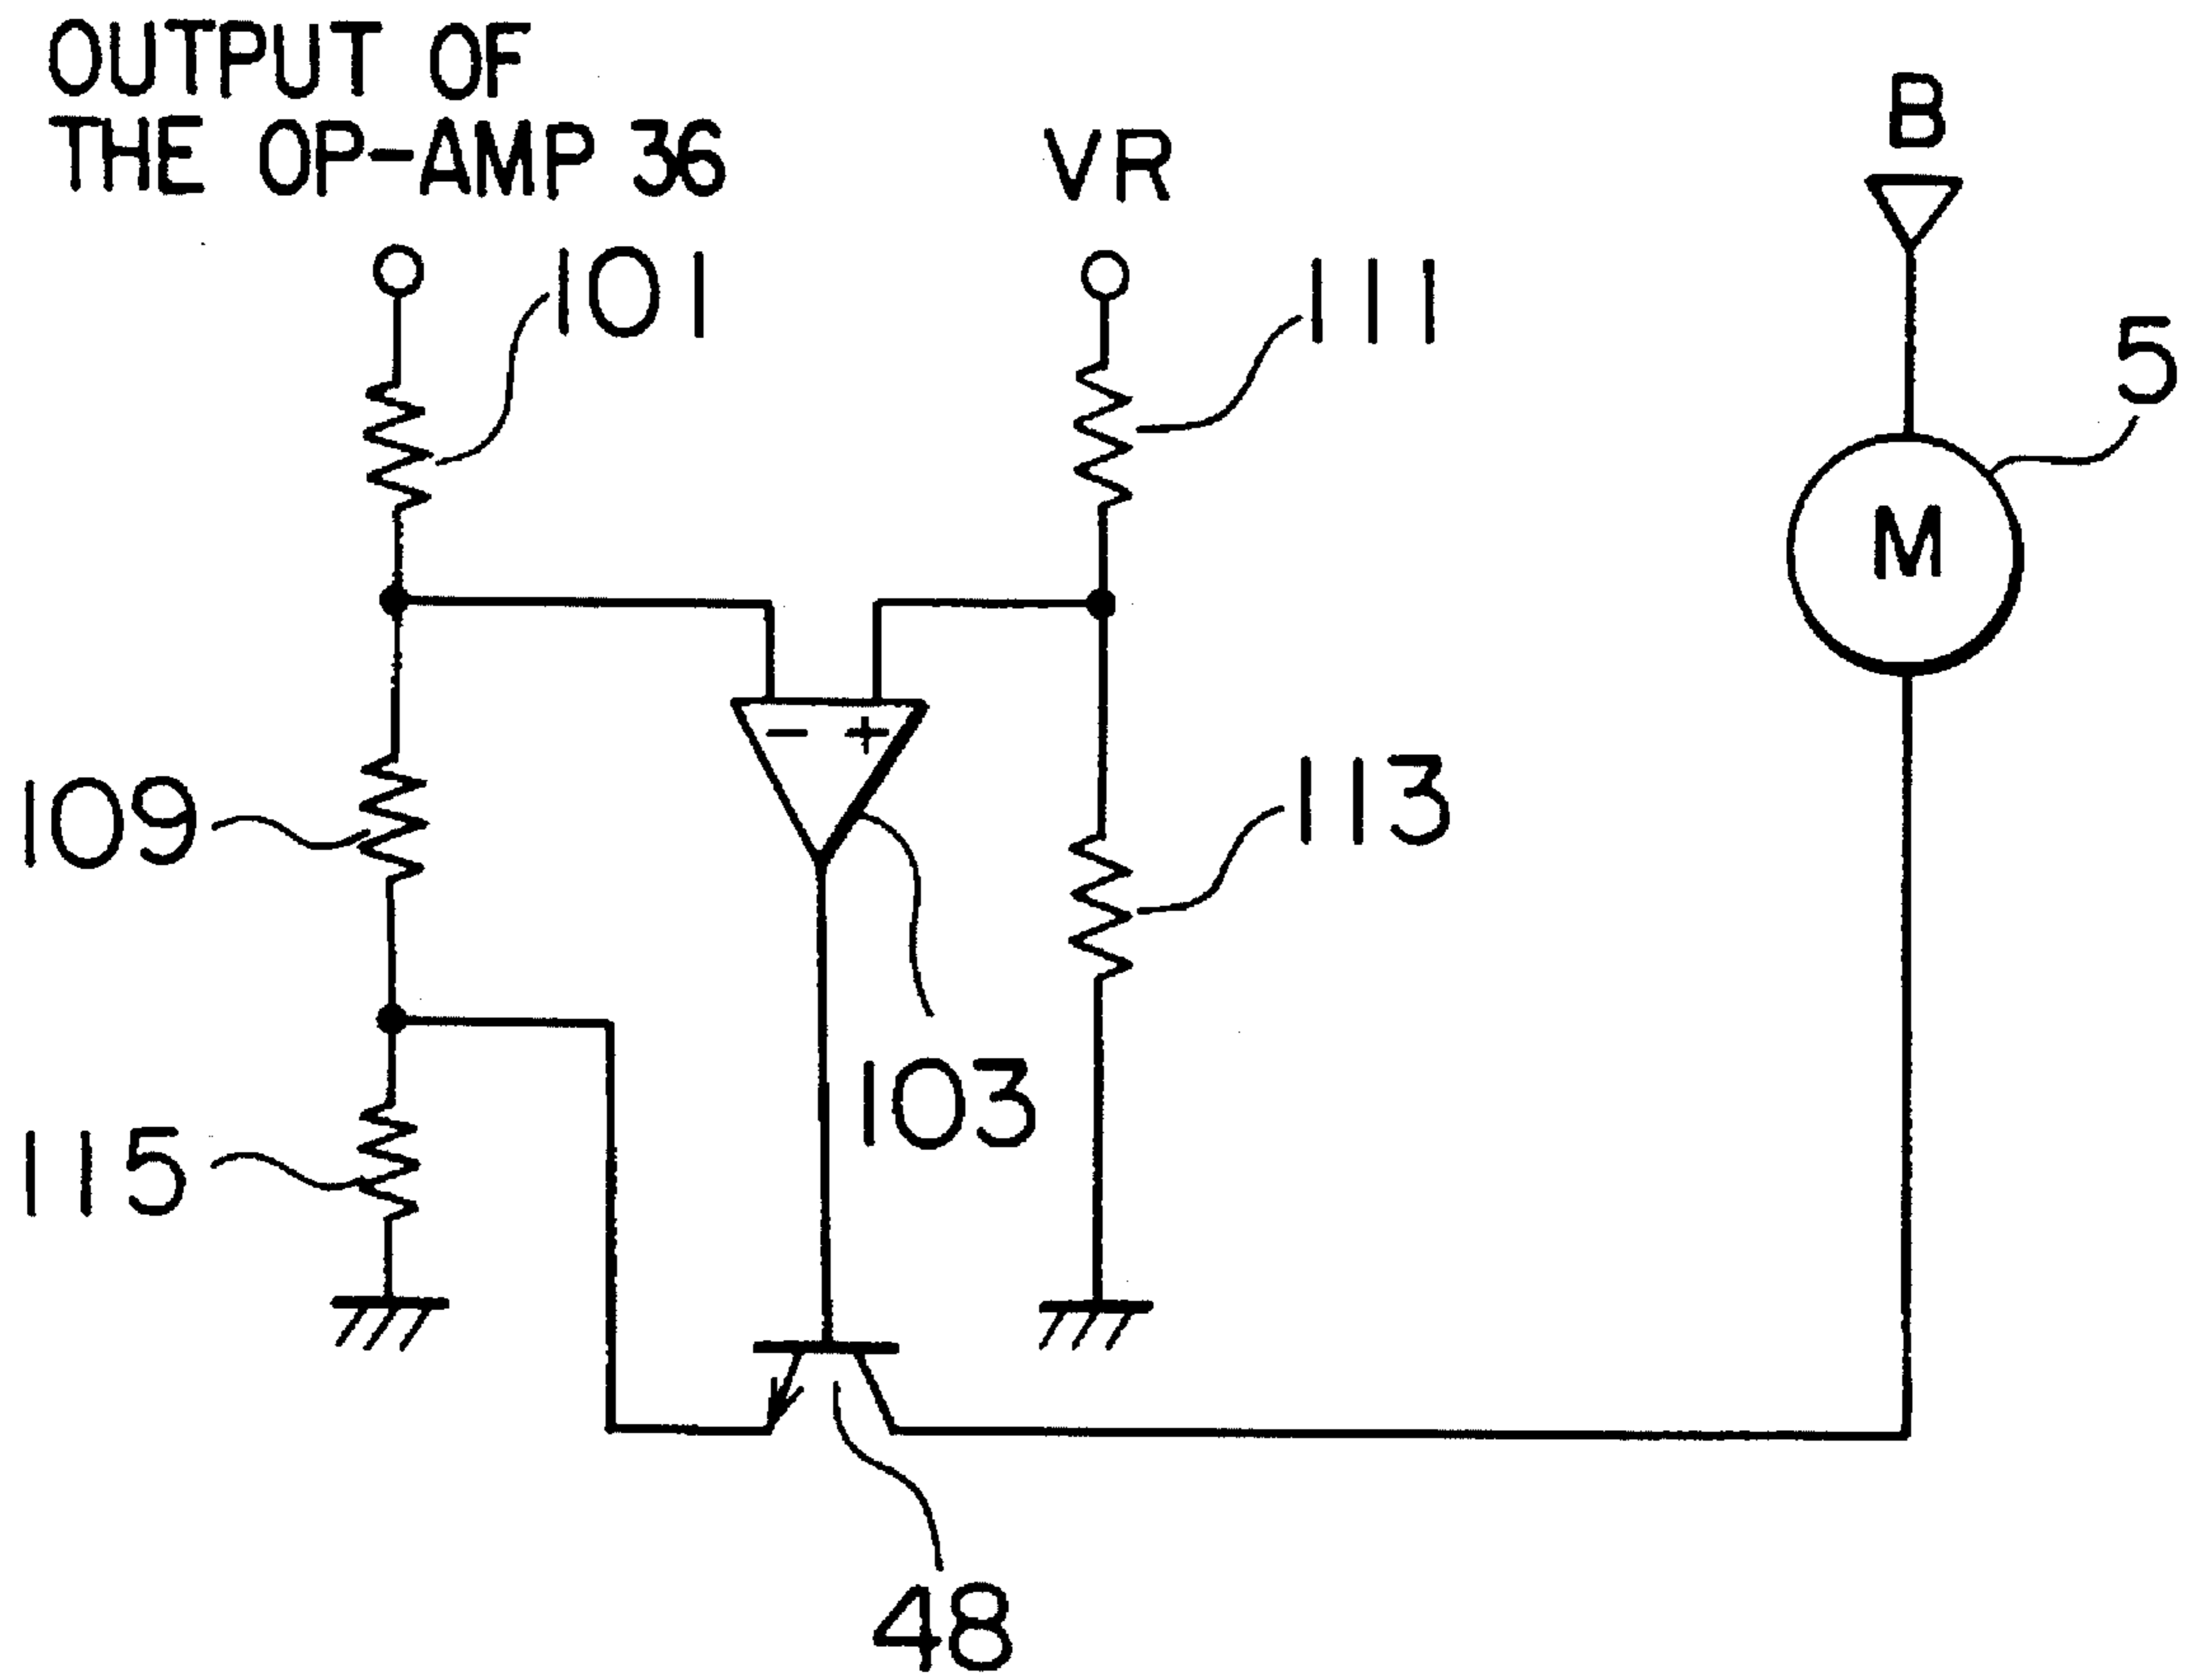 OUTPUT OF
THE OP-AMP 36
VR
B
101
111
5
M
- +
109
113
103
115
48